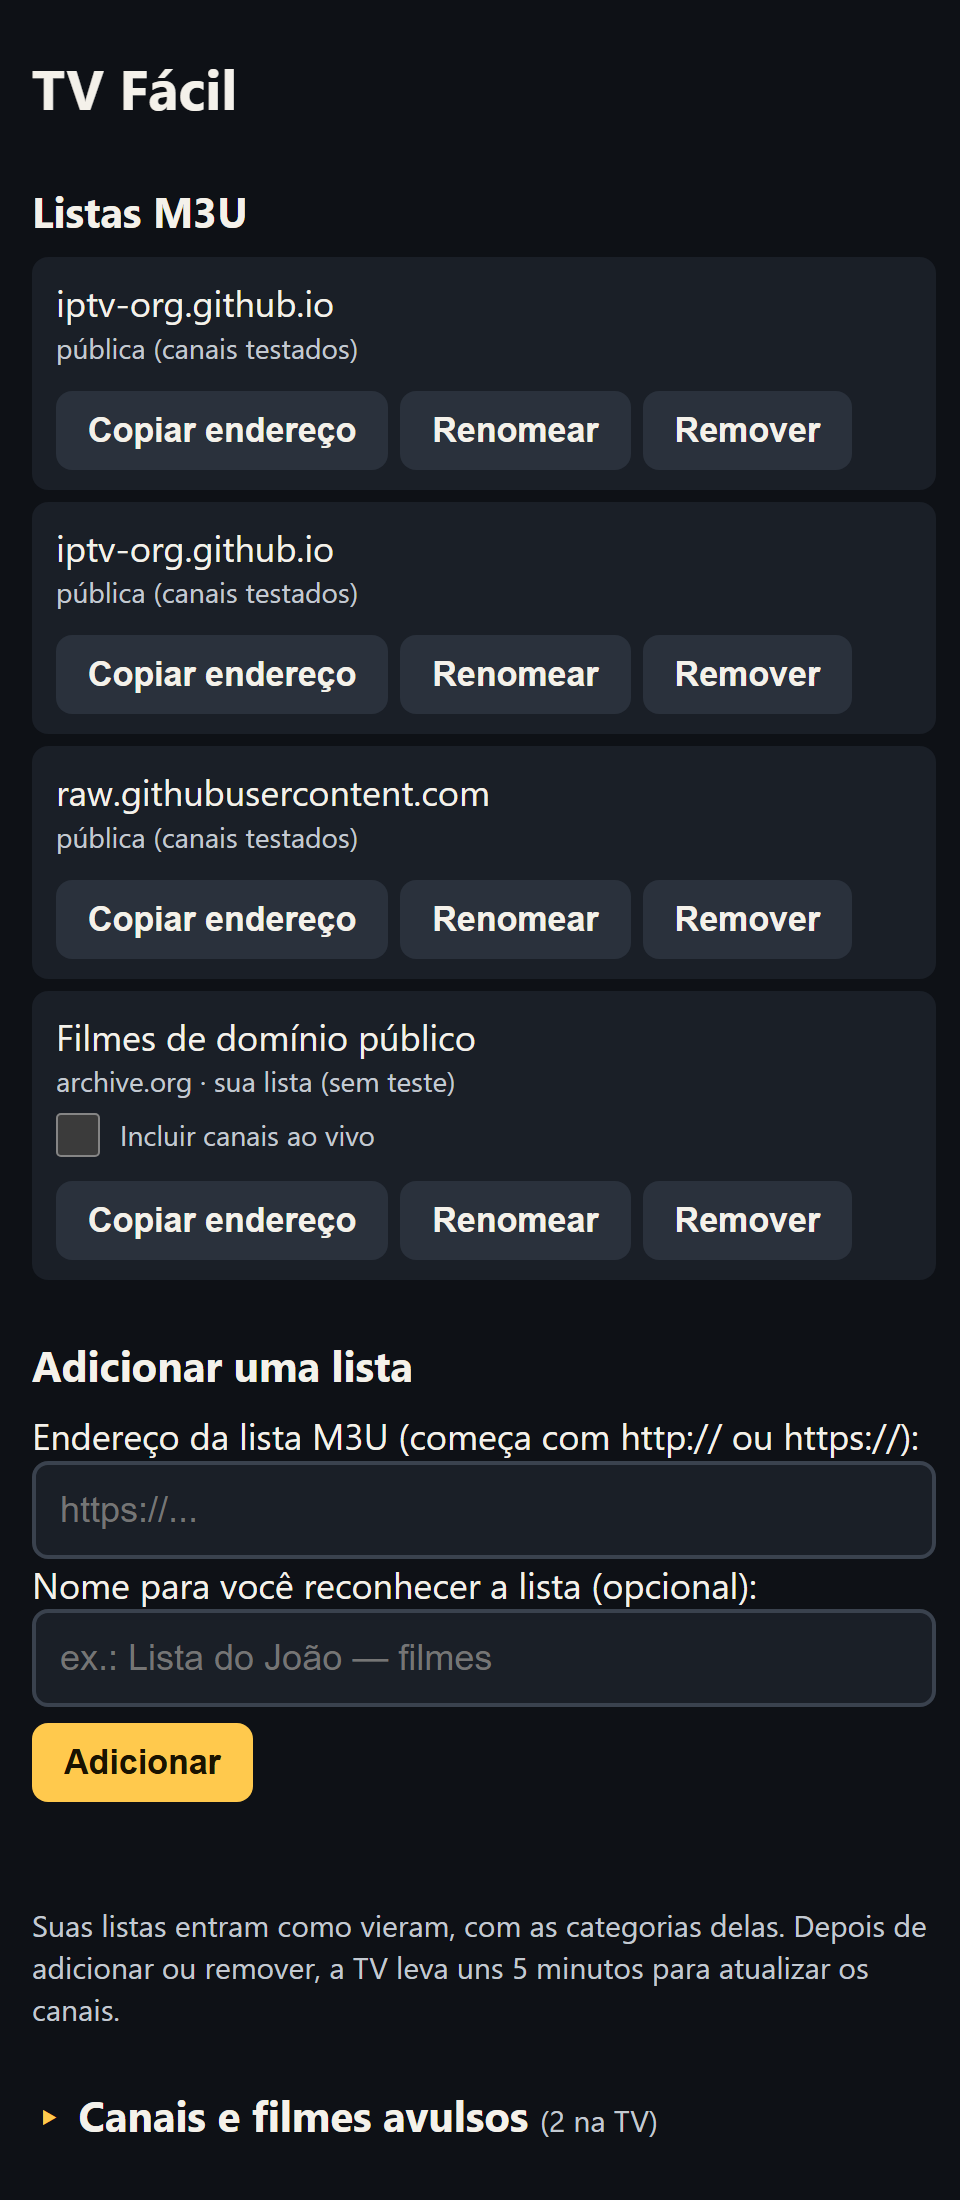 TV Fácil
Listas M3U
iptv-org.github.io
pública (canais testados)
Copiar endereço Renomear Remover
iptv-org.github.io
pública (canais testados)
Copiar endereço Renomear Remover
raw.githubusercontent.com
pública (canais testados)
Copiar endereço Renomear Remover
Filmes de domínio público
archive.org · sua lista (sem teste)
Incluir canais ao vivo
Copiar endereço Renomear Remover
Adicionar uma lista
Endereço da lista M3U (começa com http:// ou https://):
https://...
Nome para você reconhecer a lista (opcional):
ex.: Lista do João — filmes
Adicionar
Suas listas entram como vieram, com as categorias delas. Depois de
adicionar ou remover, a TV leva uns 5 minutos para atualizar os
canais.
Canais e filmes avulsos (2 na TV)